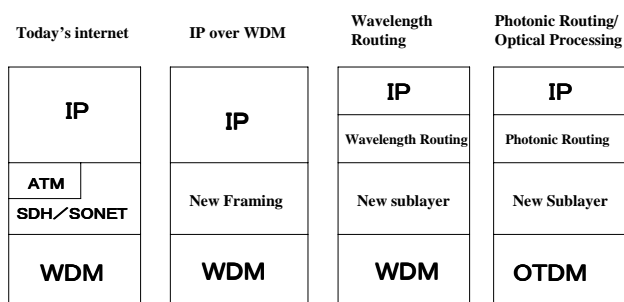 Today's internet
IP
ATM
SDH／SONET
WDM
IP over WDM
IP
New Framing
WDM
Wavelength
Routing
IP
Wavelength Routing
New sublayer
WDM
Photonic Routing/
Optical Processing
IP
Photonic Routing
New Sublayer
OTDM